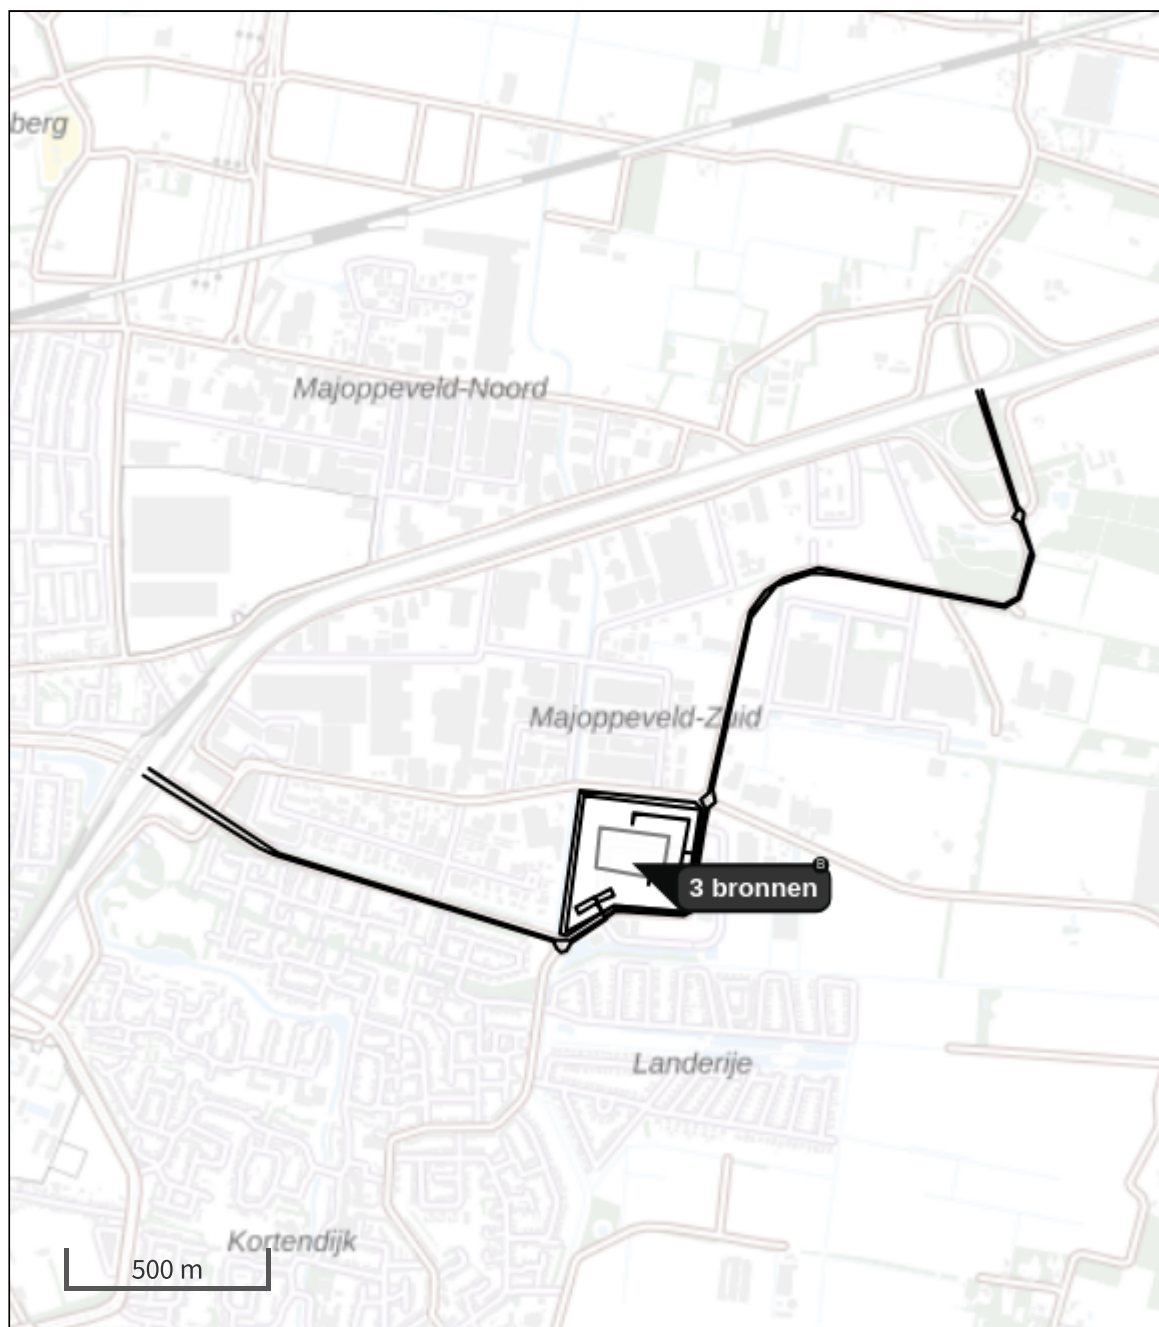 berg
Majoppeveld-Noord
Majoppeveld-Zuid
B
3 bronnen
Landerije
Kortendijk
500 m